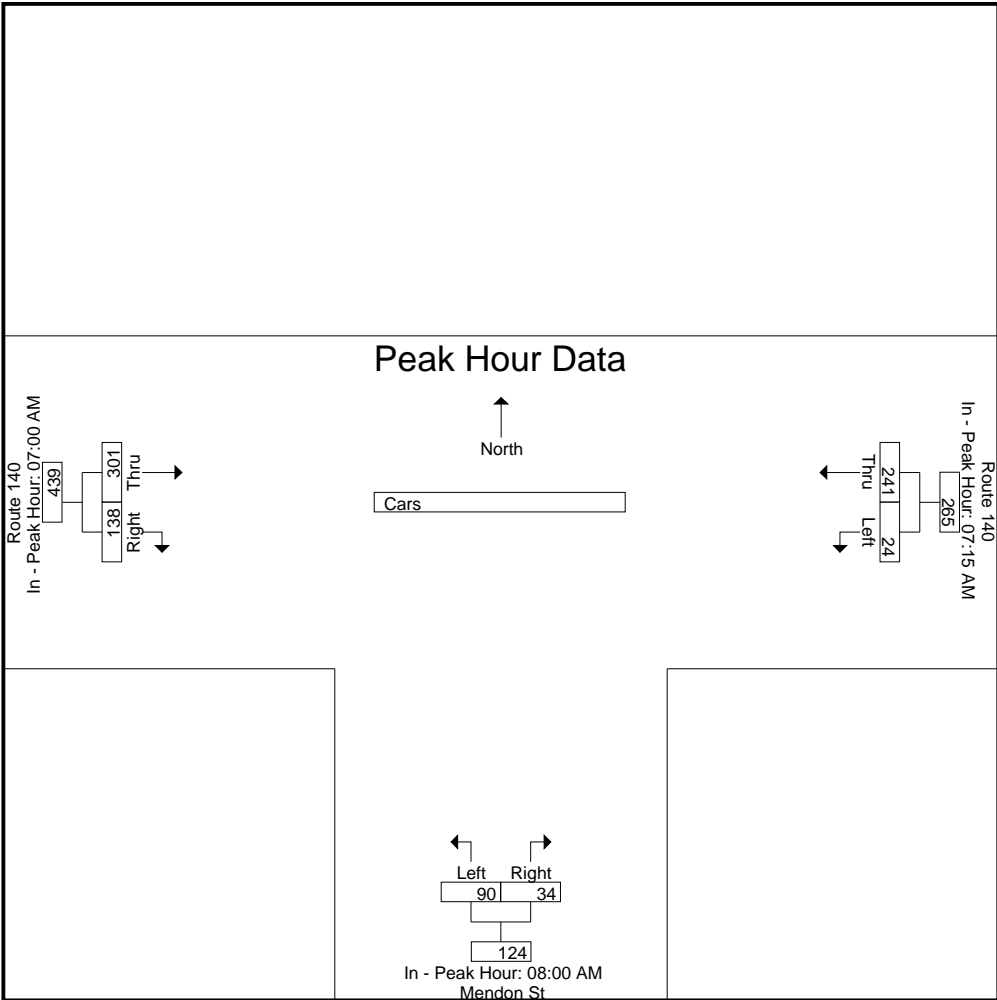 Peak Hour Data
North
Cars
Route 140
In - Peak Hour: 07:00 AM
439
301
138
Thru
Right
Route 140
In - Peak Hour: 07:15 AM
265
241
24
Thru
Left
Left Right
90 34
124
In - Peak Hour: 08:00 AM
Mendon St